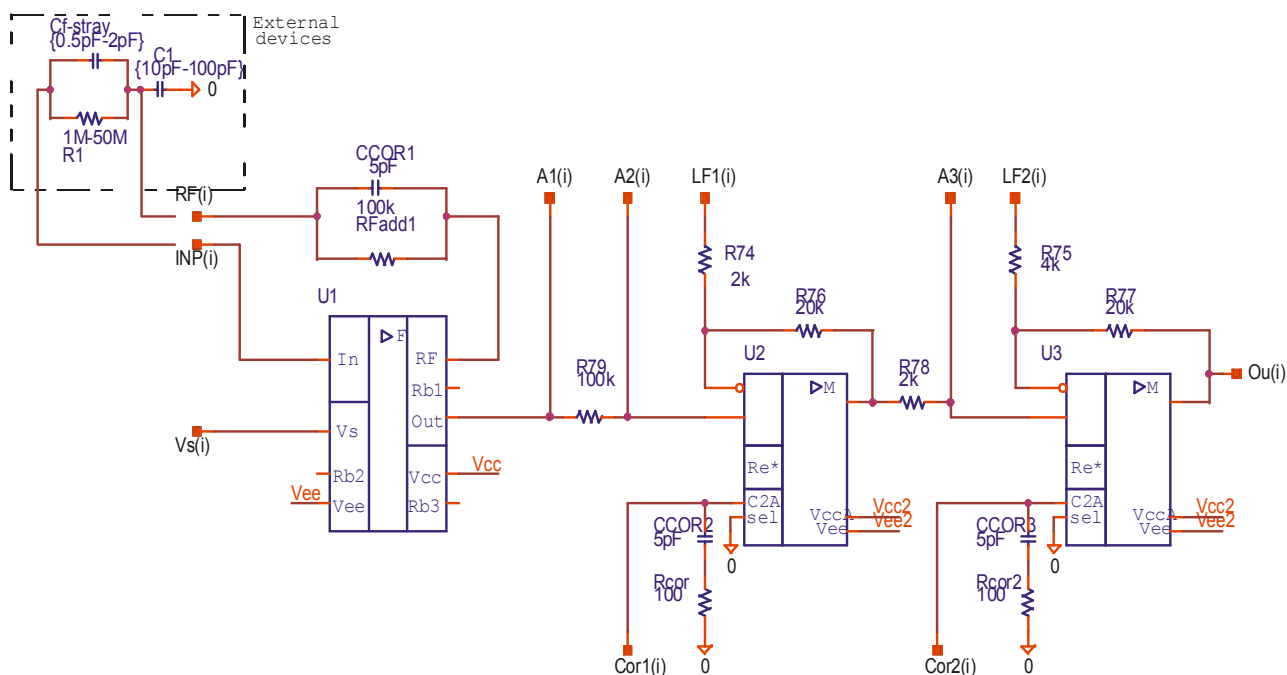 Cf-stray
{0.5pF-2pF}
External
devices
C1
{10pF-100pF}
0
1M-50M
R1
CCOR1
5pF
100k
RFadd1
RF(i)
INP(i)
A1(i)
A2(i)
LF1(i)
A3(i)
LF2(i)
R74
2k
R75
4k
R76
20k
R77
20k
U1
F
In
RF
Rb1
Out
Vs
Rb2
Vcc
Vee
Rb3
Vs(i)
Vee
Vcc
R79
100k
U2
M
R78
2k
U3
M
Ou(i)
Re*
C2A
sel
VccA
Vee
Vcc2
Vee2
Re*
C2A
sel
VccA
Vee
Vcc2
Vee2
CCOR2
5pF
0
CCOR3
5pF
0
Rcor
100
Rcor2
100
Cor1(i)
0
Cor2(i)
0